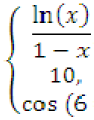 ln(x)
1 − x
10,
cos (6